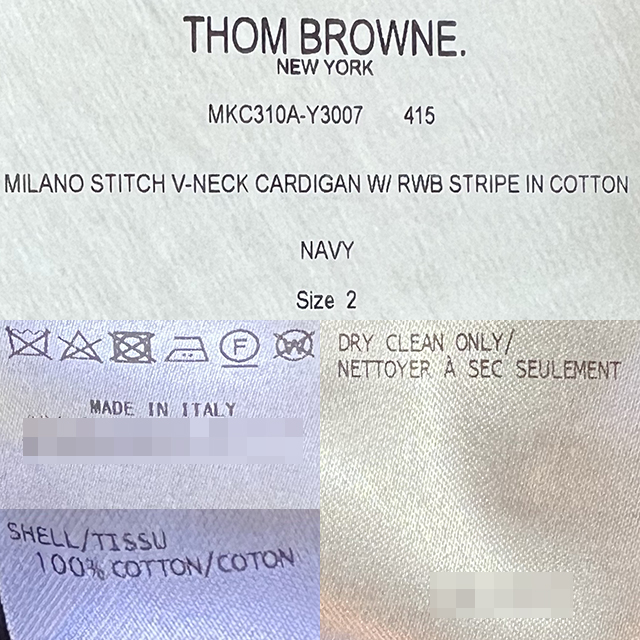 THOM BROWNE.
NEW YORK
MKC310A-Y3007 415
MILANO STITCH V-NECK CARDIGAN W/ RWB STRIPE IN COTTON
NAVY
Size 2
F W
MADE IN ITALY
SHELL/TISSU
100% COTTON/COTON
DRY CLEAN ONLY/
NETTOYER À SEC SEULEMENT